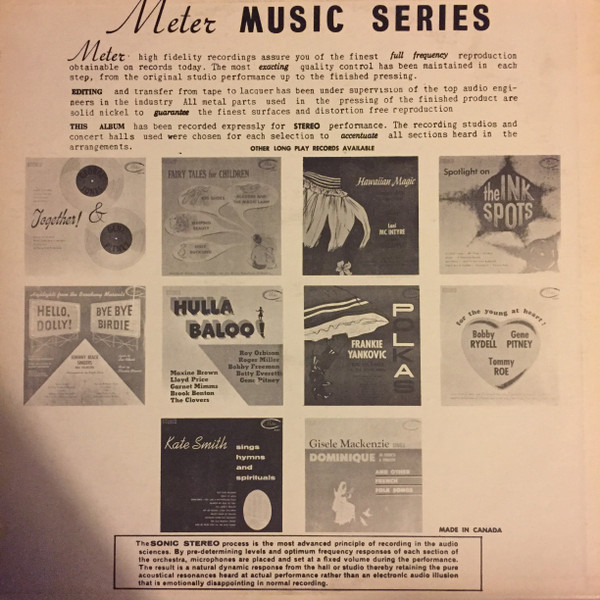 Meter MUSIC SERIES
Meter high fidelity recordings assure you of the finest full frequency reproduction
obtainable on records today. The most exacting quality control has been maintained in each
step, from the original studio performance up to the finished pressing.
EDITING and transfer from tape to lacquer has been under supervision of the top audio engi-
neers in the industry All metal parts used in the pressing of the finished product are
solid nickel to guarantee the finest surfaces and distortion free reproduction
THIS ALBUM has been recorded expressly for STEREO performance. The recording studios and
concert halls used were chosen for each selection to accentuate all sections heard in the
arrangements.
OTHER LONG PLAY RECORDS AVAILABLE
Together! &
FAIRY TALES for CHILDREN
Hawaiian Magic
Lani
MC INTYRE
Spotlight on
the INK
SPOTS
Highlights from the Broadway Musicals
HELLO,
DOLLY!
BYE BYE
BIRDIE
HULLA
BALOO!
Roy Orbison
Roger Miller
Bobby Freeman
Betty Everett
Gene Pitney
Maxine Brown
Lloyd Price
Garnet Mimms
Brook Benton
The Clovers
POLKAS
FRANKIE
YANKOVIC
for the young at heart!
Bobby
RYDELL
Gene
PITNEY
Tommy
ROE
Kate Smith
sings
hymns
and
spirituals
Gisele Mackenzie
DOMINIQUE
AND OTHER
FRENCH
FOLK SONGS
MADE IN CANADA
The SONIC STEREO process is the most advanced principle of recording in the audio
sciences. By pre-determining levels and optimum frequency responses of each section of
the orchestra, microphones are placed and set at a fixed volume during the performance.
The result is a natural dynamic response from the hall or studio thereby retaining the pure
acoustical resonances heard at actual performance rather than an electronic audio illusion
that is emotionally disappointing in normal recording.